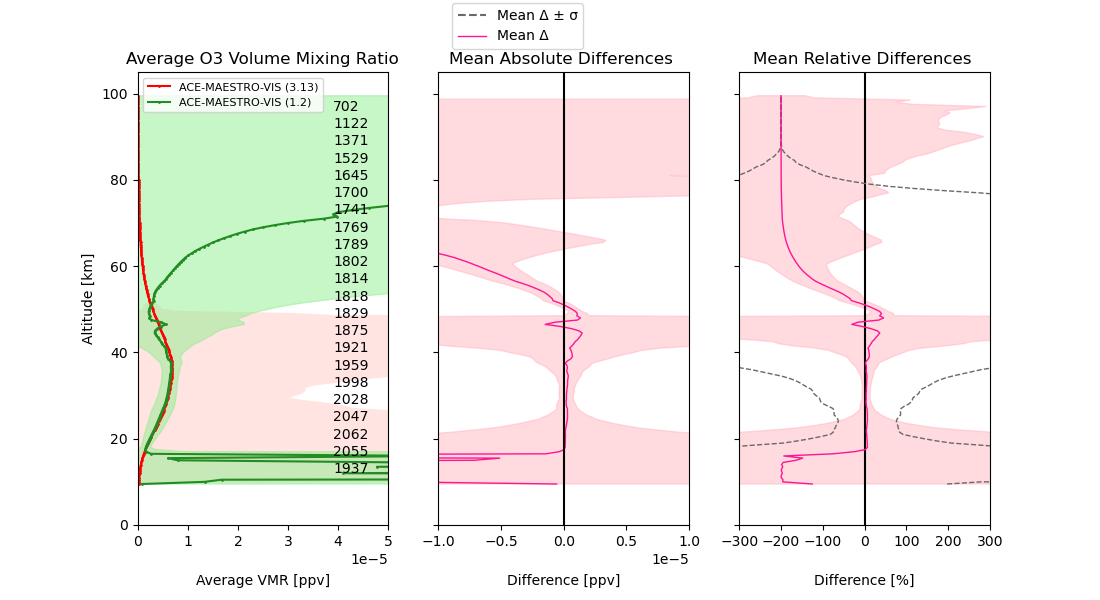 Mean Δ ± σ
Mean Δ
Average O3 Volume Mixing Ratio
Mean Absolute Differences
Mean Relative Differences
ACE-MAESTRO-VIS (3.13)
ACE-MAESTRO-VIS (1.2)
702
1122
1371
1529
1645
1700
1741
1769
1789
1802
1814
1818
1829
1875
1921
1959
1998
2028
2047
2062
2055
1937
100
80
60
40
20
0
Altitude [km]
0 1 2 3 4 5
1e−5
Average VMR [ppv]
−1.0 −0.5 0.0 0.5 1.0
1e−5
Difference [ppv]
−300 −200 −100 0 100 200 300
Difference [%]